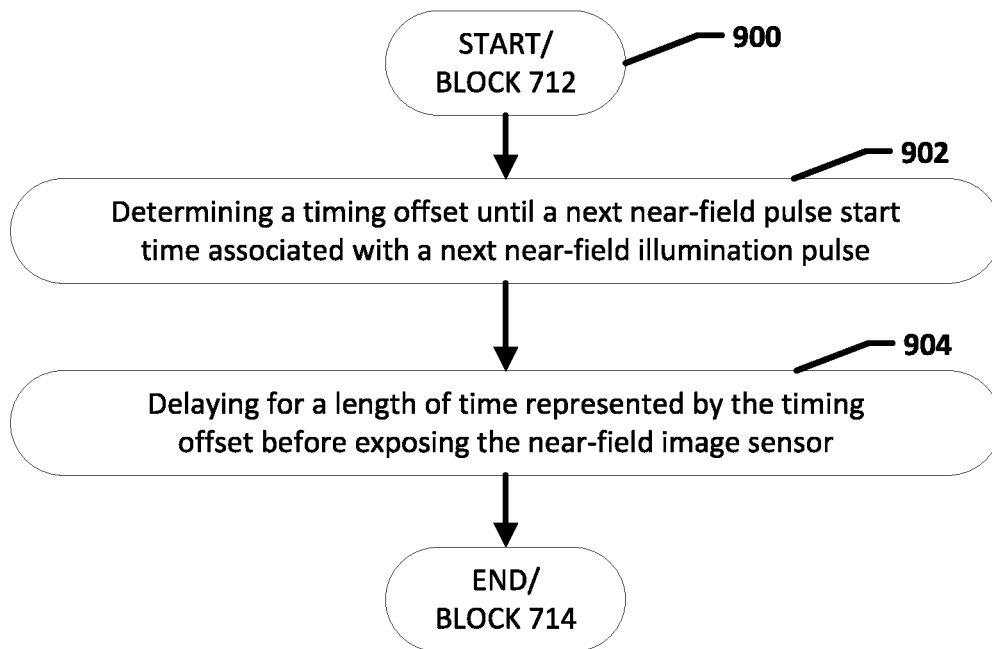 START/
BLOCK 712
900
902
Determining a timing offset until a next near-field pulse start
time associated with a next near-field illumination pulse
904
Delaying for a length of time represented by the timing
offset before exposing the near-field image sensor
END/
BLOCK 714